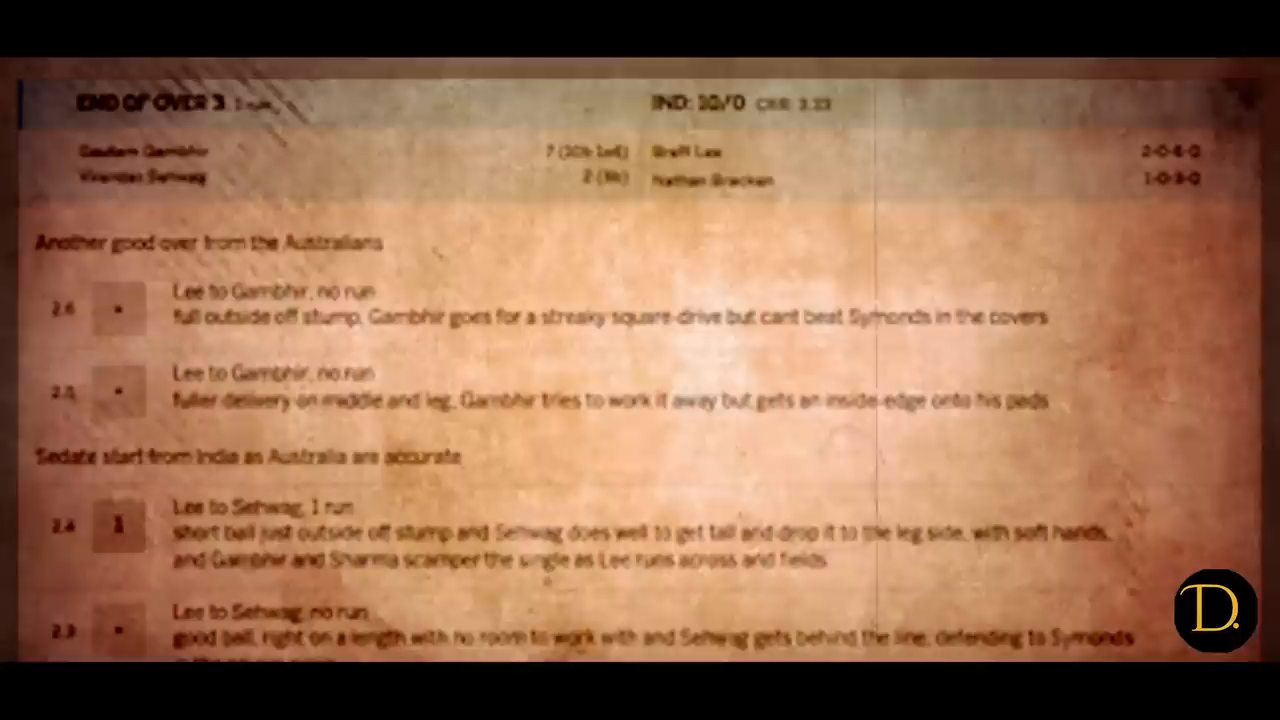 END OF OVER 3 1 run
IND: 10/0 CRR: 3.33
Gautam Gambhir 7 (10b 1x4) Brett Lee 2-0-6-0
Virender Sehwag 2 (8b) Nathan Bracken 1-0-3-0
Another good over from the Australians
Lee to Gambhir, no run
2.6 • full outside off stump, Gambhir goes for a streaky square-drive but cant beat Symonds in the covers
Lee to Gambhir, no run
2.5 • fuller delivery on middle and leg, Gambhir tries to work it away but gets an inside-edge onto his pads
Sedate start from India as Australia are accurate
Lee to Sehwag, 1 run
2.4 1 short ball just outside off stump and Sehwag does well to get tall and drop it to the leg side, with soft hands,
and Gambhir and Sharma scamper the single as Lee runs across and fields
Lee to Sehwag, no run
2.3 • good ball, right on a length with no room to work with and Sehwag gets behind the line, defending to Symonds
D.